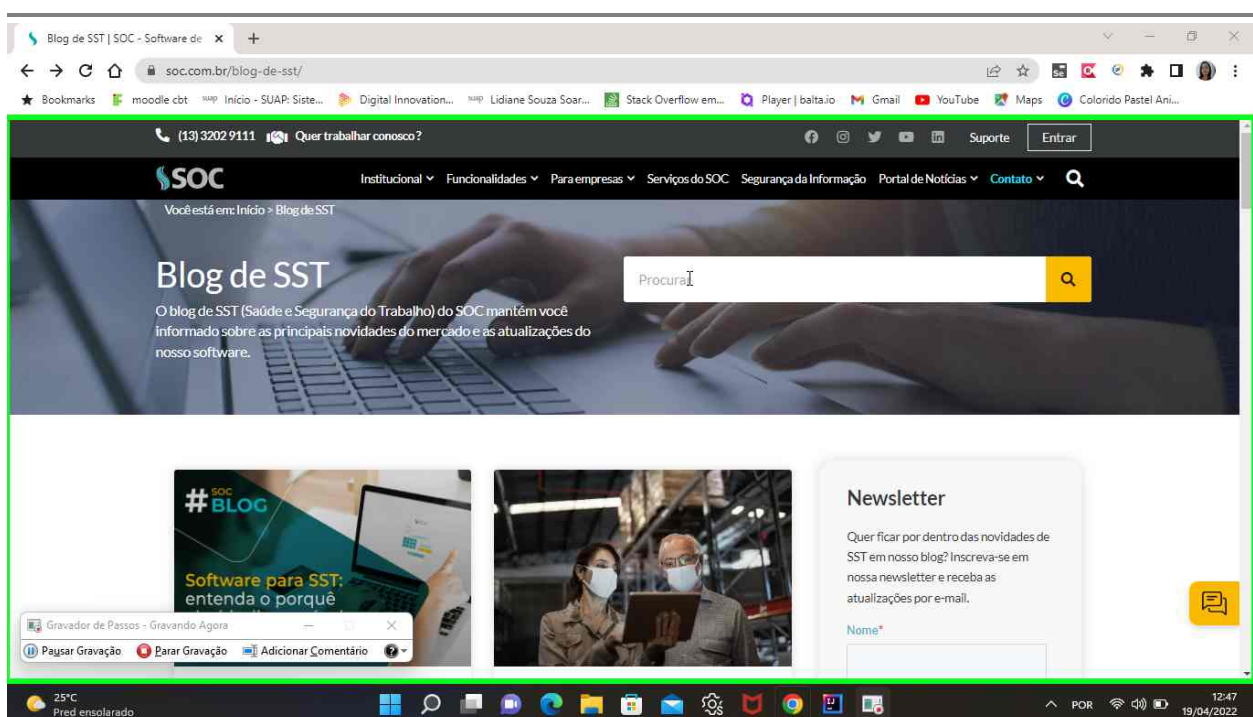 Blog de SST | SOC - Software de
soc.com.br/blog-de-sst/
Bookmarks moodle cbt Início - SUAP: Siste... Digital Innovation... Lidiane Souza Soar... Stack Overflow em... Player | balta.io Gmail YouTube Maps Colorido Pastel Ani...
(13) 3202 9111 Quer trabalhar conosco? Suporte Entrar
SOC Institucional Funcionalidades Para empresas Serviços do SOC Segurança da Informação Portal de Notícias Contato
Você está em: Início > Blog de SST
Blog de SST
Procurar
O blog de SST (Saúde e Segurança do Trabalho) do SOC mantém você
informado sobre as principais novidades do mercado e as atualizações do
nosso software.
# SOC
BLOG
Software para SST:
entenda o porquê
Newsletter
Quer ficar por dentro das novidades de
SST em nosso blog? Inscreva-se em
nossa newsletter e receba as
atualizações por e-mail.
Nome*
Gravador de Passos - Gravando Agora
Pausar Gravação Parar Gravação Adicionar Comentário
25°C
Pred ensolarado
POR
12:47
19/04/2022